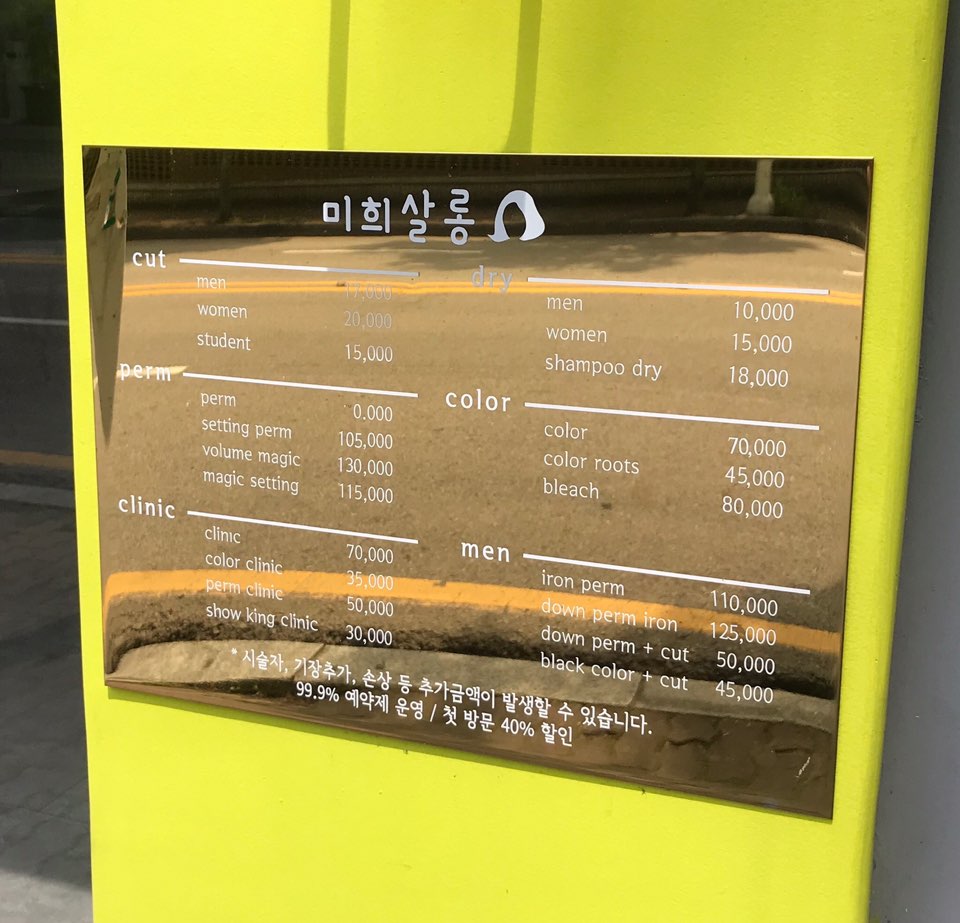 미희살롱
cut
men 17,000
women 20,000
student 15,000
perm
perm 0.000
setting perm 105,000
volume magic 130,000
magic setting 115,000
clinic
clinic 70,000
color clinic 35,000
perm clinic 50,000
show king clinic 30,000
dry
men 10,000
women 15,000
shampoo dry 18,000
color
color 70,000
color roots 45,000
bleach 80,000
men
iron perm 110,000
down perm iron 125,000
down perm + cut 50,000
black color + cut 45,000
* 시술자, 기장추가, 손상 등 추가금액이 발생할 수 있습니다.
99.9% 예약제 운영 / 첫 방문 40% 할인